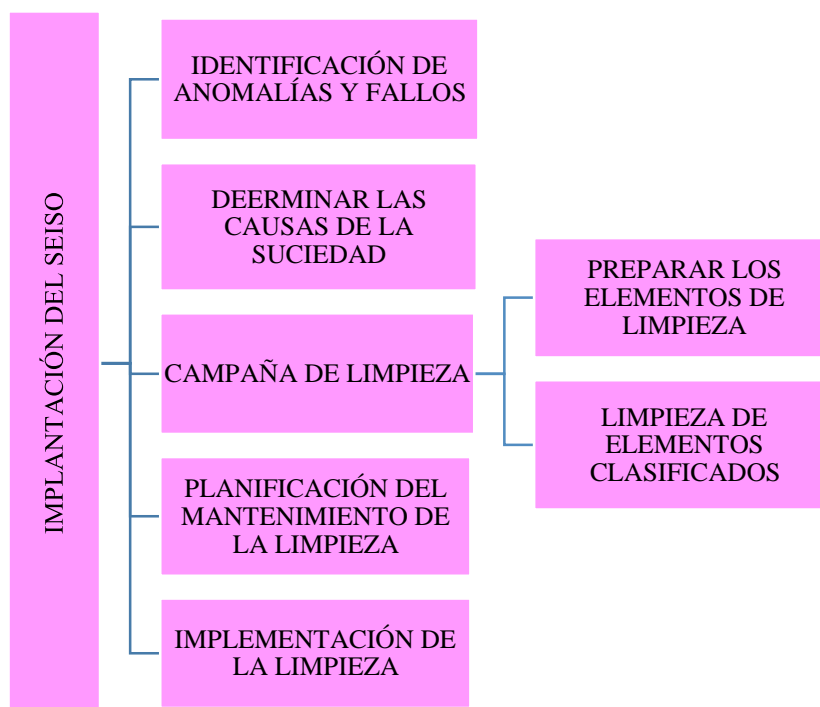 IMPLANTACIÓN DEL SEISO
IDENTIFICACIÓN DE
ANOMALÍAS Y FALLOS
DEERMINAR LAS
CAUSAS DE LA
SUCIEDAD
CAMPAÑA DE LIMPIEZA
PREPARAR LOS
ELEMENTOS DE
LIMPIEZA
LIMPIEZA DE
ELEMENTOS
CLASIFICADOS
PLANIFICACIÓN DEL
MANTENIMIENTO DE
LA LIMPIEZA
IMPLEMENTACIÓN DE
LA LIMPIEZA